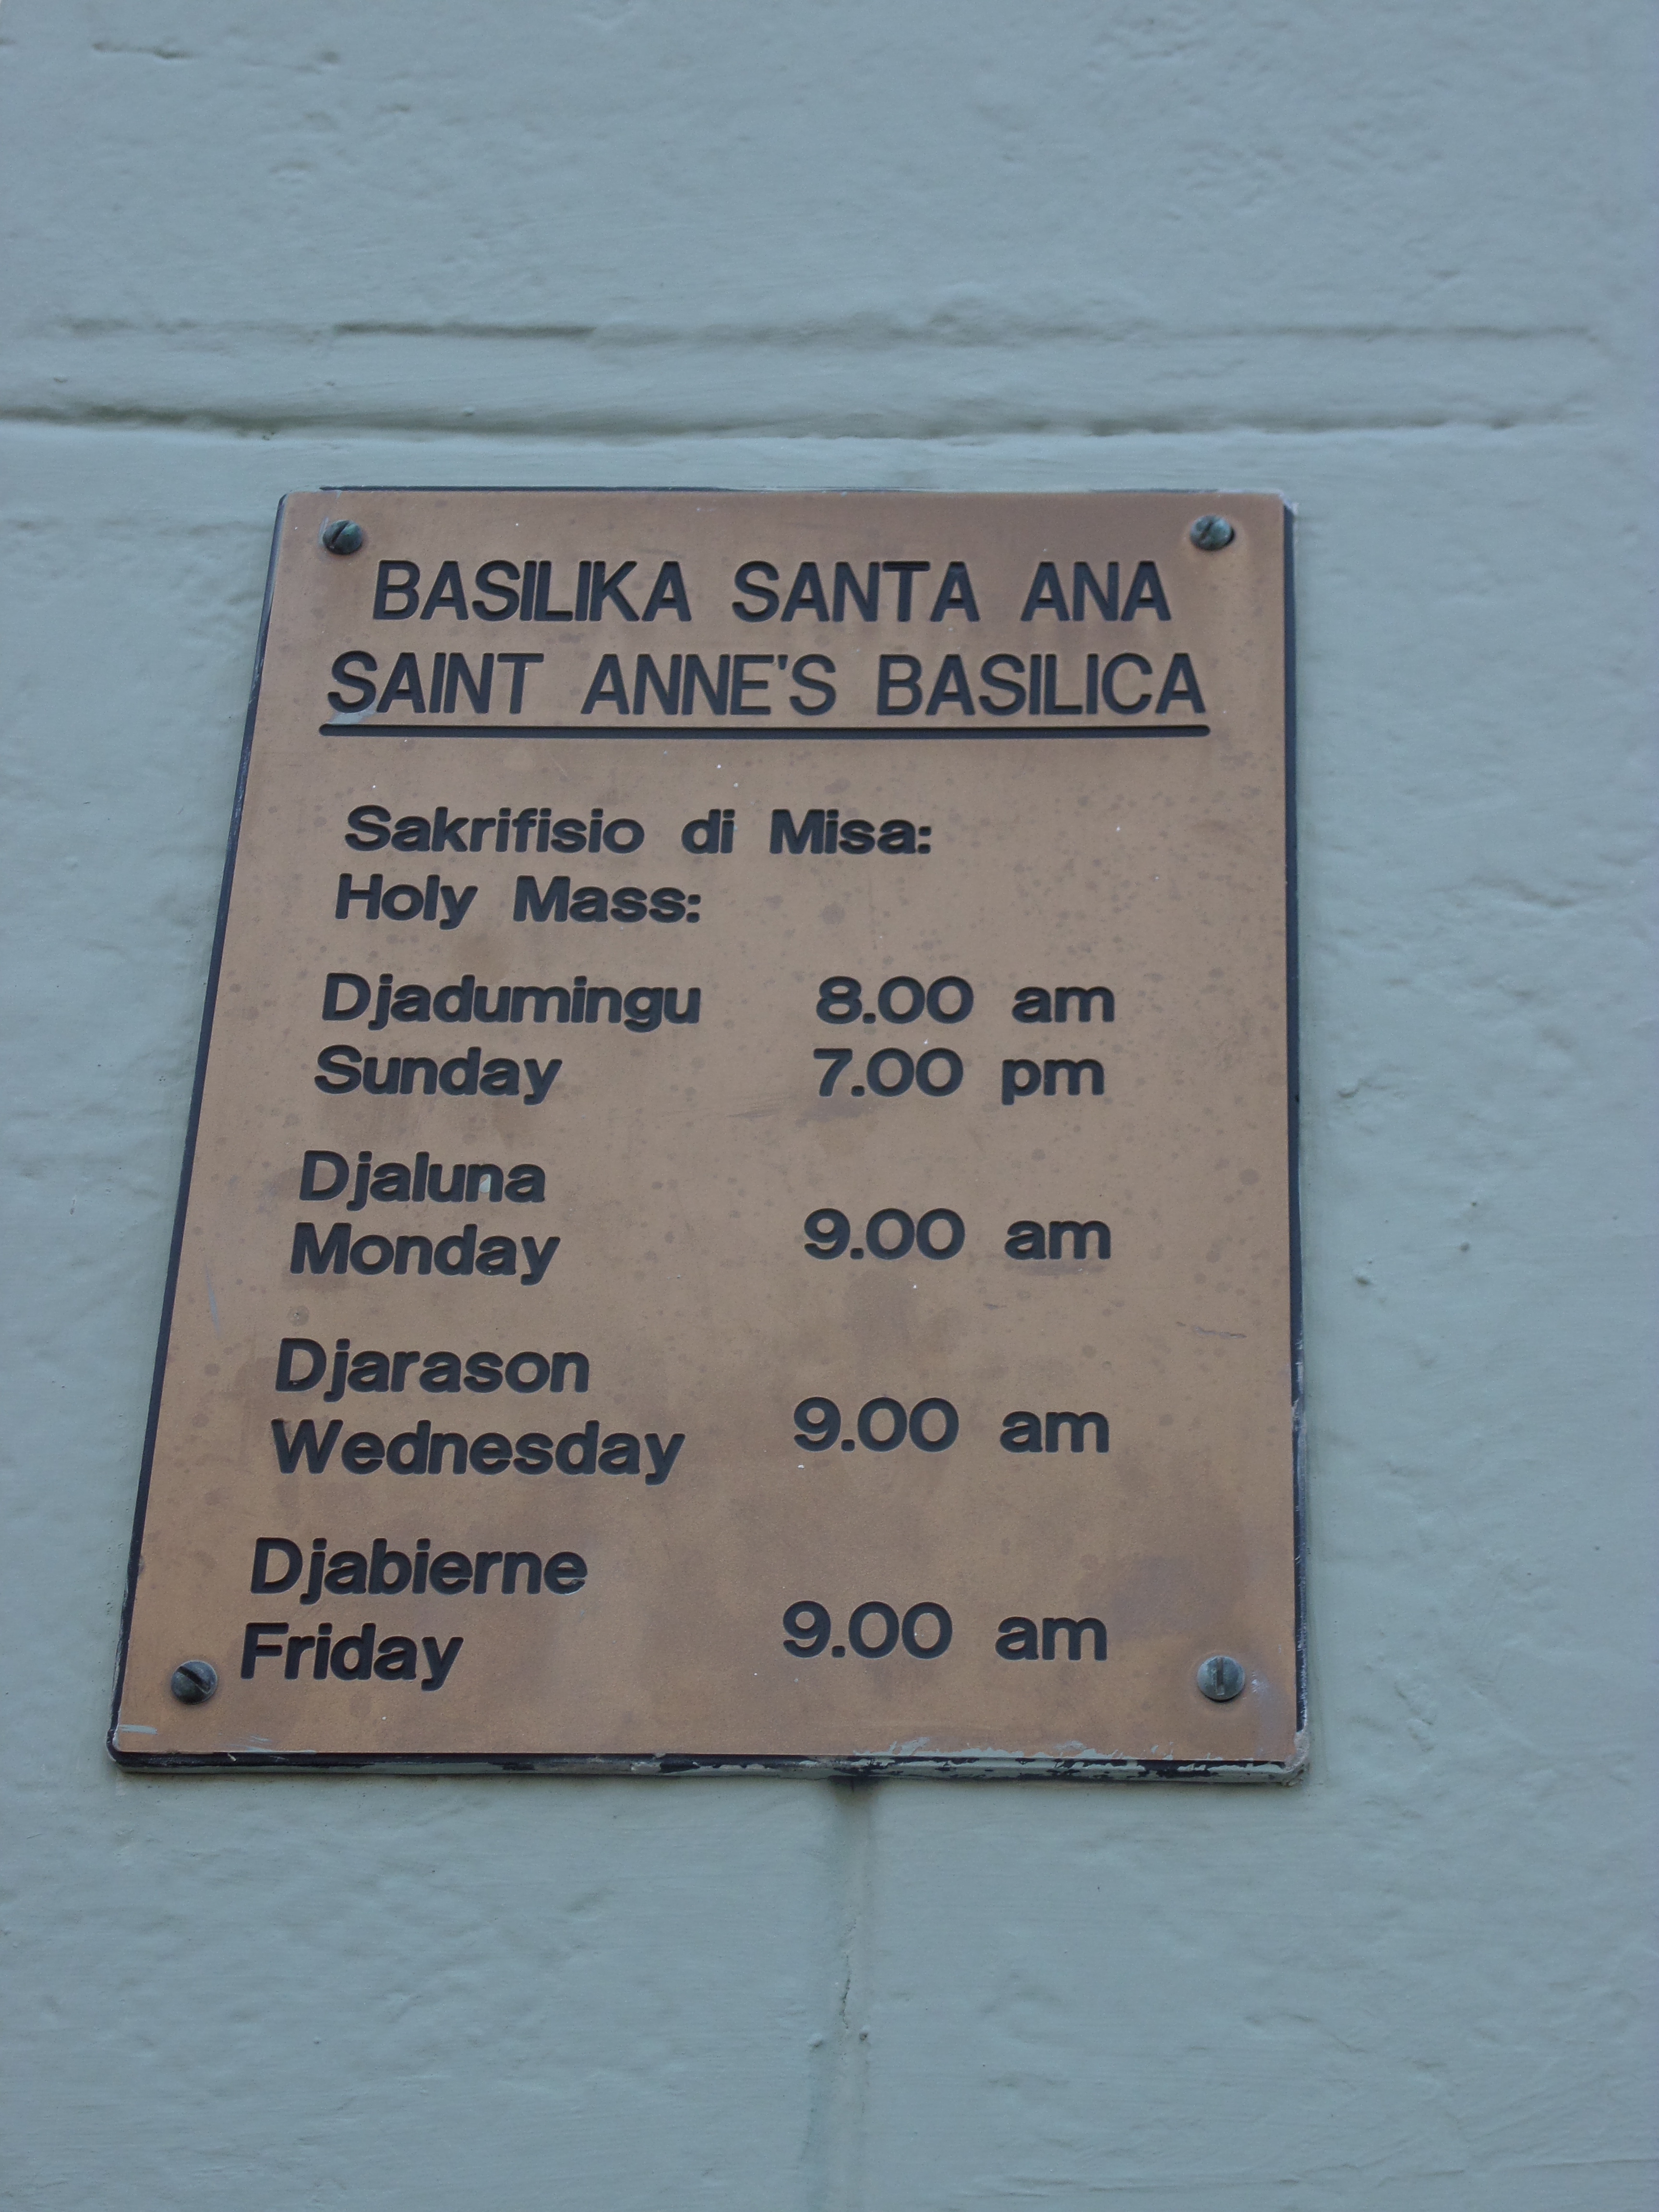 BASILIKA SANTA ANA
SAINT ANNE'S BASILICA
Sakrifisio di Misa:
Holy Mass:
Djadumingu 8.00 am
Sunday 7.00 pm
Djaluna
Monday 9.00 am
Djarason
Wednesday 9.00 am
Djabierne
Friday 9.00 am